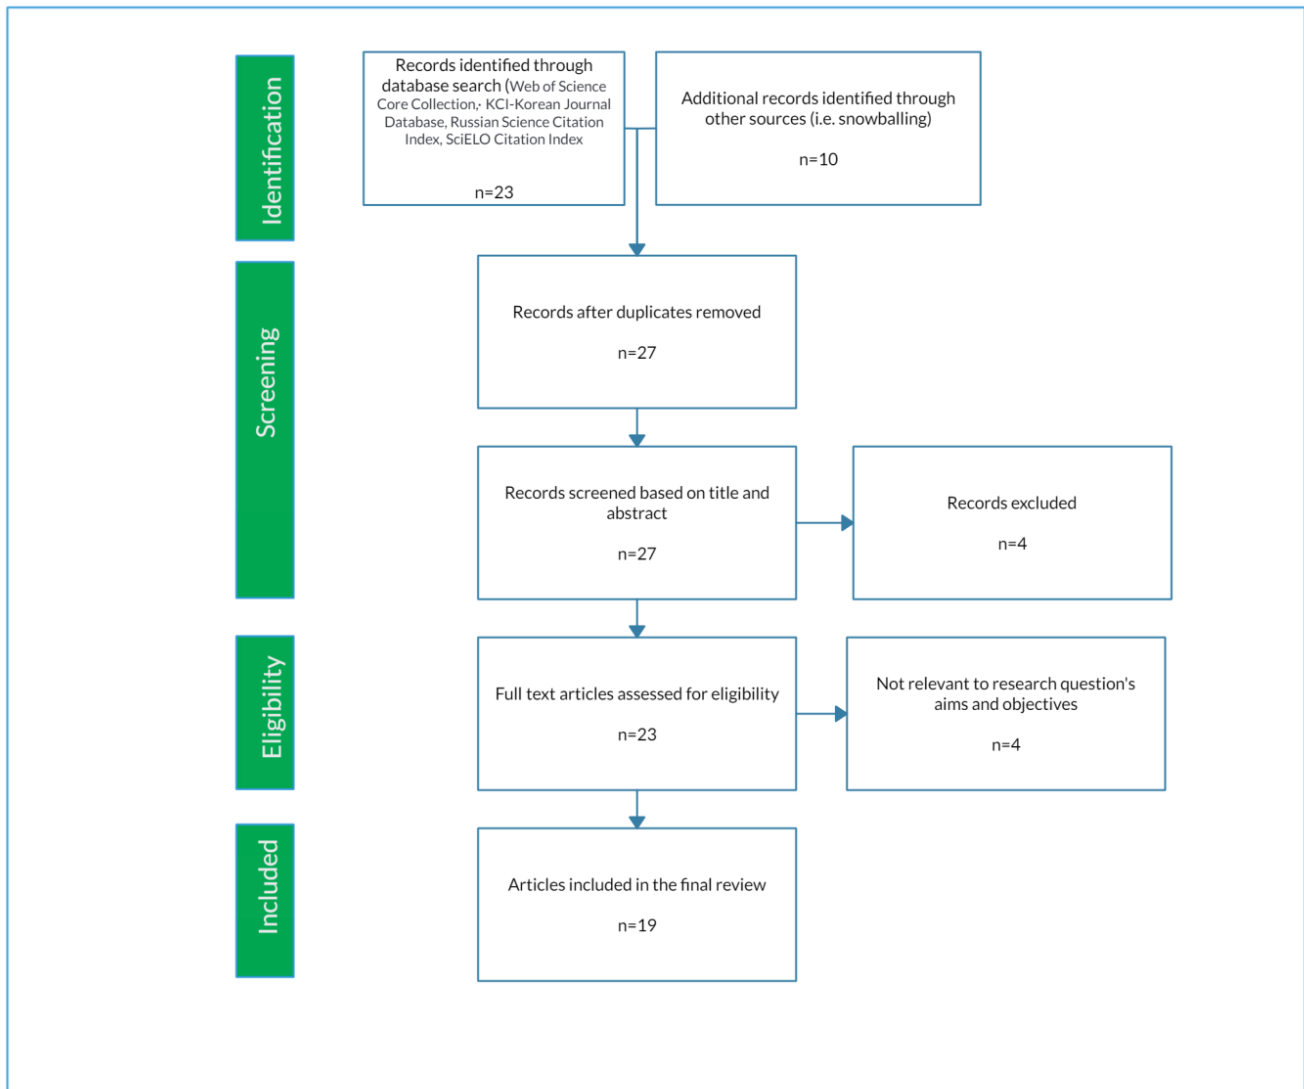 Identification
Records identified through
database search (Web of Science
Core Collection,· KCI-Korean Journal
Database, Russian Science Citation
Index, SciELO Citation Index
n=23
Additional records identified through
other sources (i.e. snowballing)
n=10
Screening
Records after duplicates removed
n=27
Records screened based on title and
abstract
n=27
Records excluded
n=4
Eligibility
Full text articles assessed for eligibility
n=23
Not relevant to research question's
aims and objectives
n=4
Included
Articles included in the final review
n=19